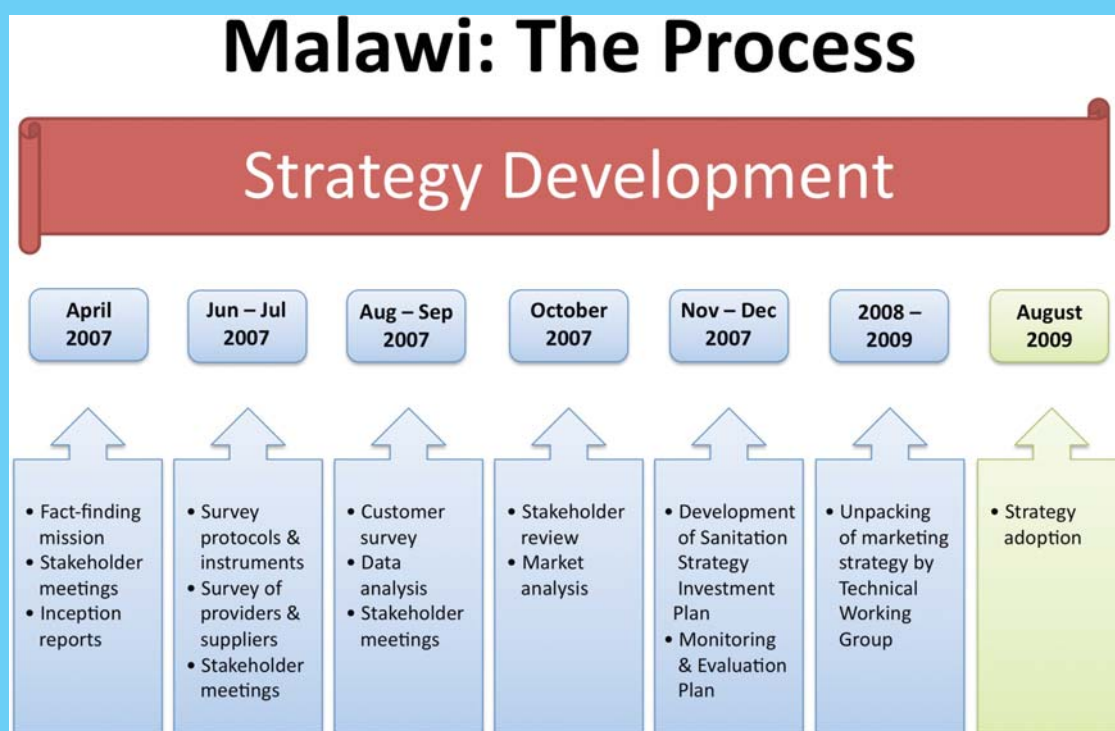 Malawi: The Process
Strategy Development
April
2007
Jun – Jul
2007
Aug – Sep
2007
October
2007
Nov – Dec
2007
2008 –
2009
August
2009
• Fact-finding
mission
• Stakeholder
meetings
• Inception
reports
• Survey
protocols &
instruments
• Survey of
providers &
suppliers
• Stakeholder
meetings
• Customer
survey
• Data
analysis
• Stakeholder
meetings
• Stakeholder
review
• Market
analysis
• Development
of Sanitation
Strategy
Investment
Plan
• Monitoring
& Evaluation
Plan
• Unpacking
of marketing
strategy by
Technical
Working
Group
• Strategy
adoption